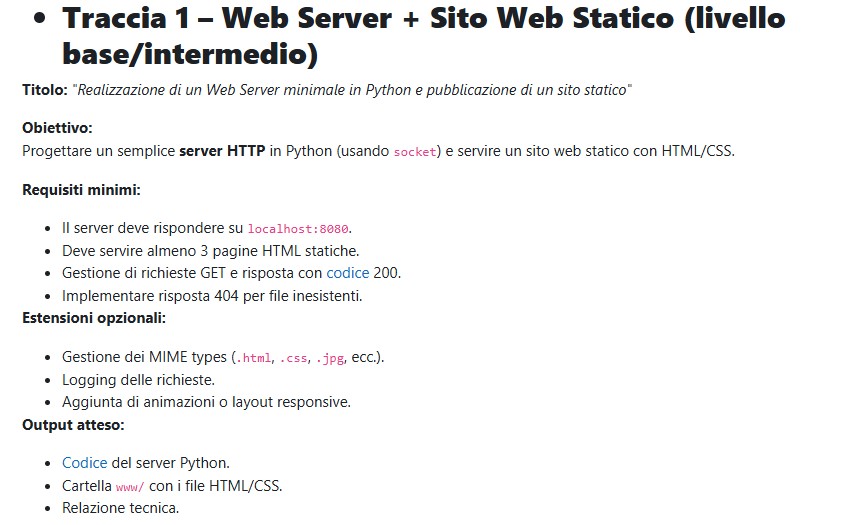 Traccia 1 – Web Server + Sito Web Statico (livello
base/intermedio)
Titolo: "Realizzazione di un Web Server minimale in Python e pubblicazione di un sito statico"
Obiettivo:
Progettare un semplice server HTTP in Python (usando socket) e servire un sito web statico con HTML/CSS.
Requisiti minimi:
Il server deve rispondere su localhost:8080.
Deve servire almeno 3 pagine HTML statiche.
Gestione di richieste GET e risposta con codice 200.
Implementare risposta 404 per file inesistenti.
Estensioni opzionali:
Gestione dei MIME types (.html, .css, .jpg, ecc.).
Logging delle richieste.
Aggiunta di animazioni o layout responsive.
Output atteso:
Codice del server Python.
Cartella www/ con i file HTML/CSS.
Relazione tecnica.